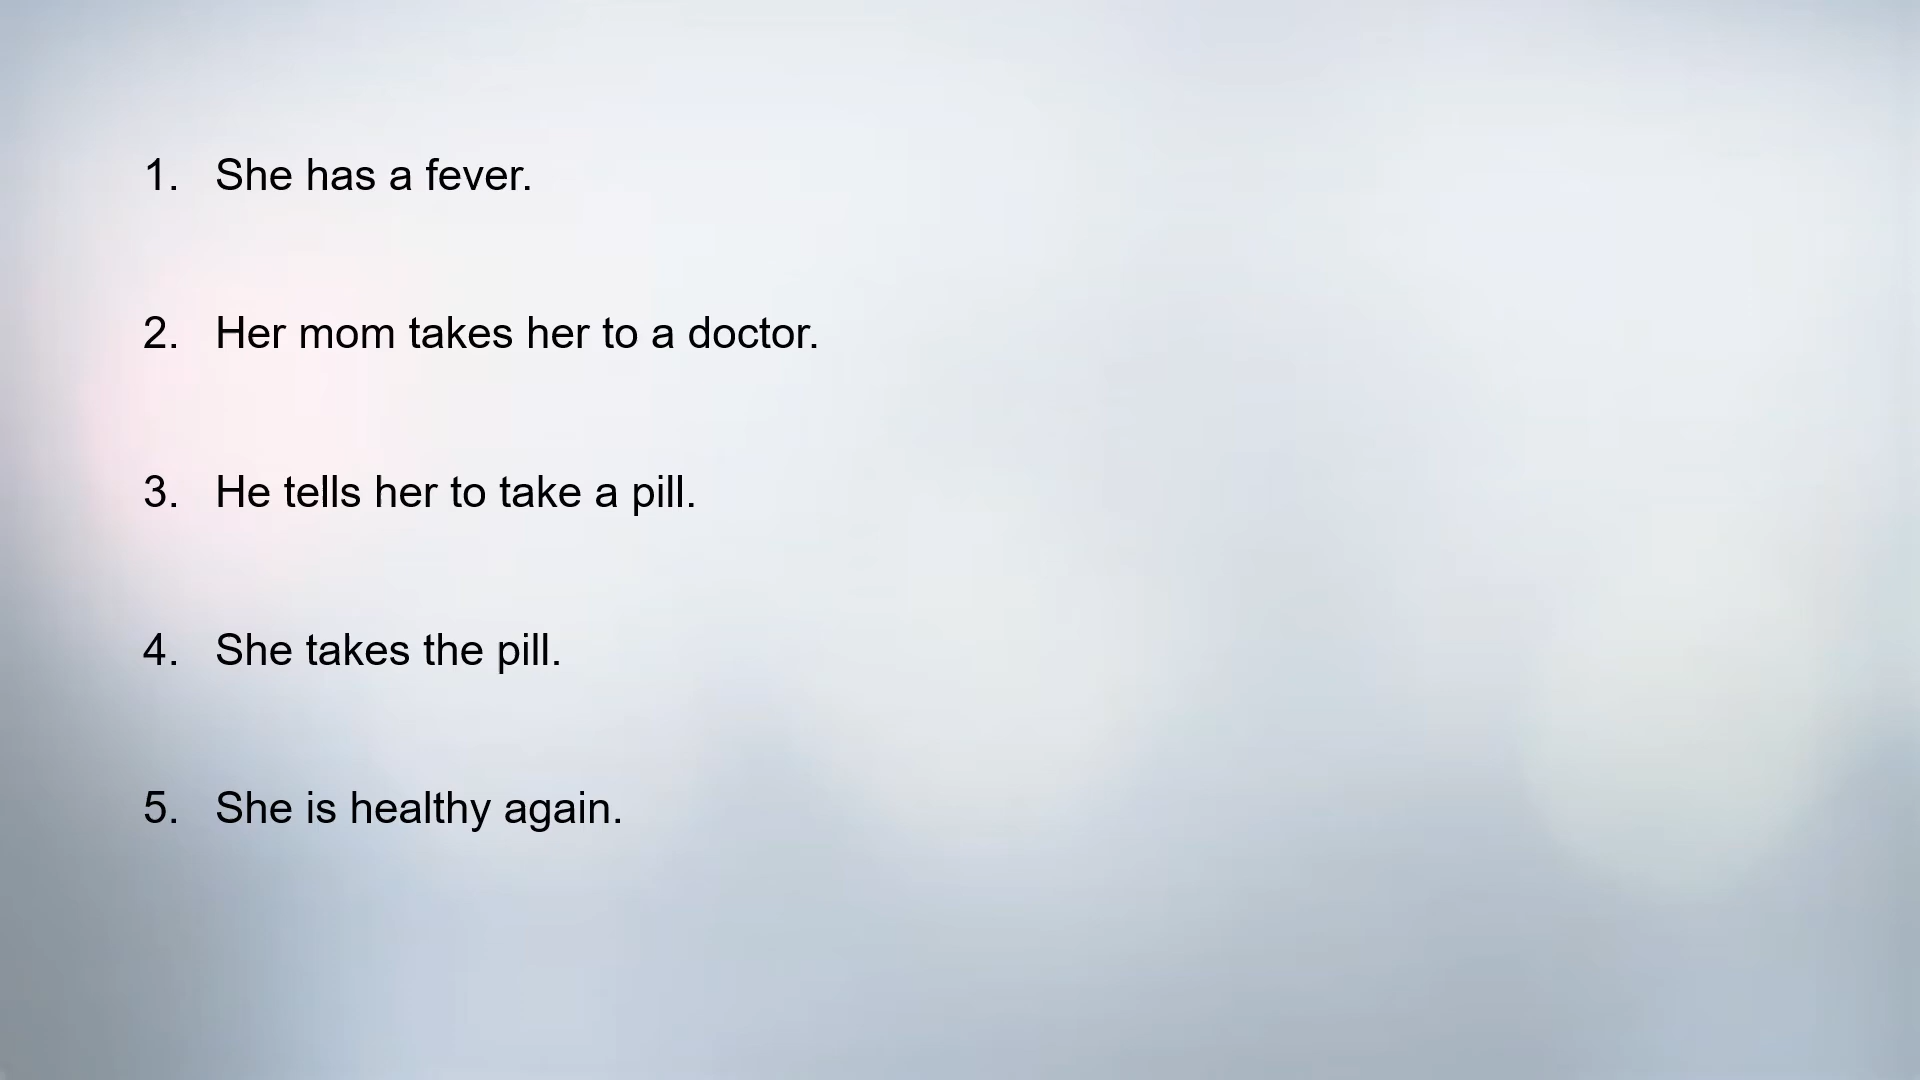 1. She has a fever.
2. Her mom takes her to a doctor.
3. He tells her to take a pill.
4. She takes the pill.
5. She is healthy again.